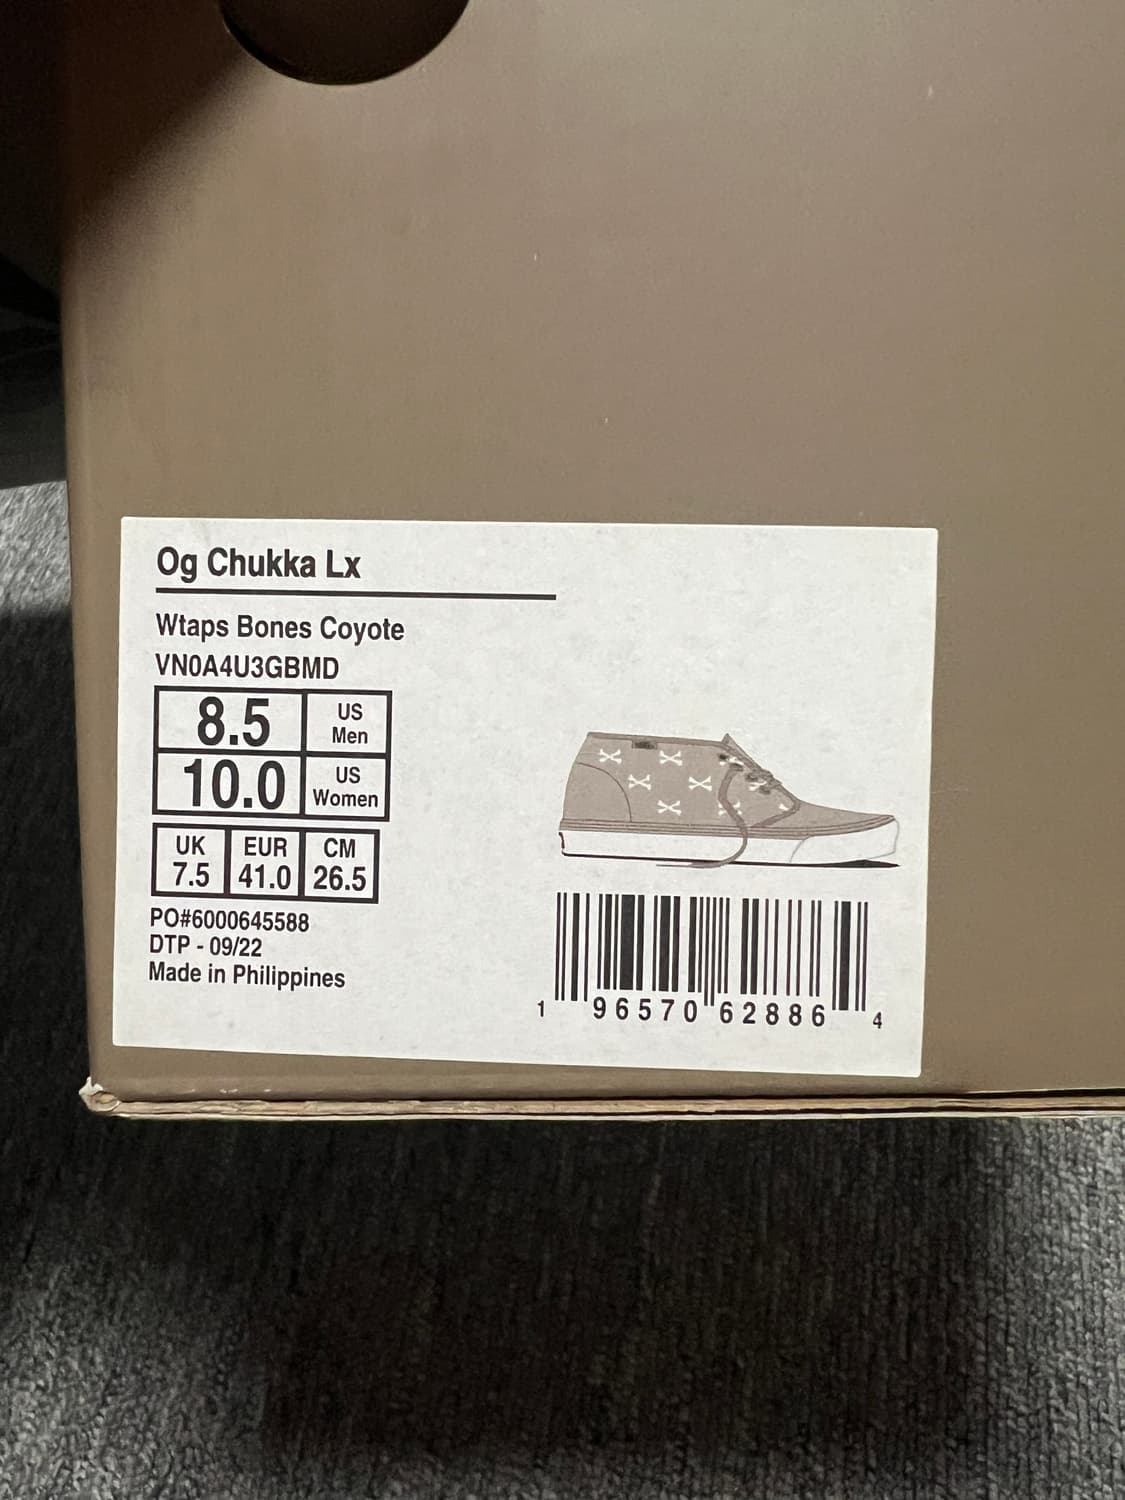 Og Chukka Lx
Wtaps Bones Coyote
VN0A4U3GBMD
8.5 US Men
10.0 US Women
UK EUR CM
7.5 41.0 26.5
PO#6000645588
DTP - 09/22
Made in Philippines
1 96570 62886 4